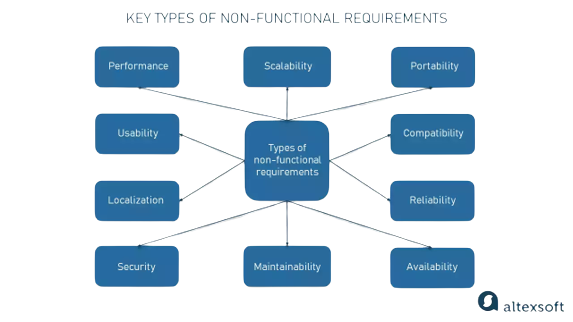 KEY TYPES OF NON-FUNCTIONAL REQUIREMENTS
Performance
Scalability
Portability
Usability
Types of
non-functional
requirements
Compatibility
Localization
Reliability
Security
Maintainability
Availability
altexsoft